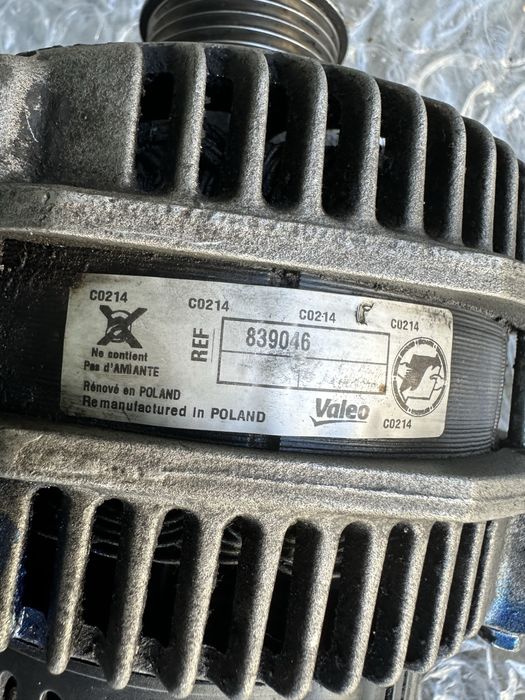 C0214
C0214
C0214
F
C0214
Ne contient
Pas d'AMIANTE
REF
839046
Rénové en POLAND
Remanufactured in POLAND
Valeo
C0214